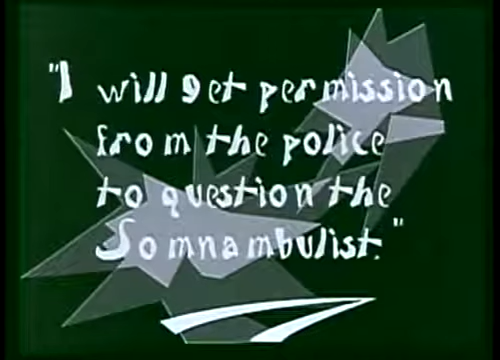 "I will get permission
from the police
to question the
Somnambulist."